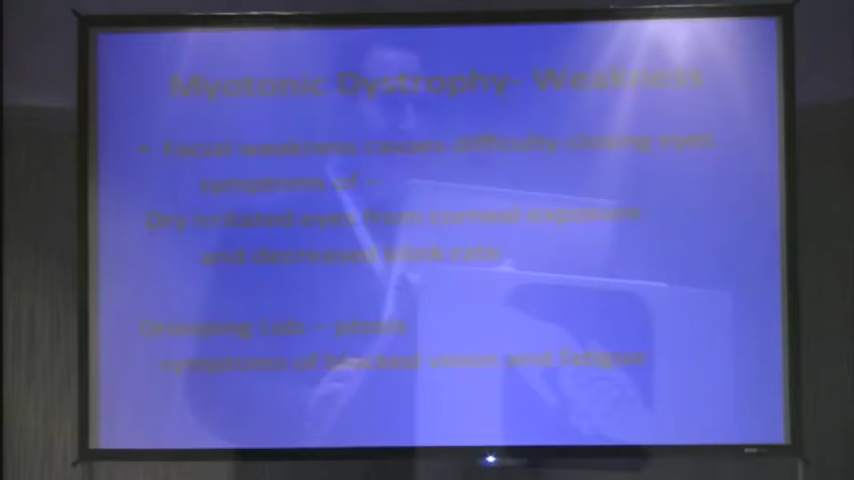 Myotonic Dystrophy- Weakness
• Facial weakness causes difficulty closing eyes
symptoms of –
Dry irritated eyes from corneal exposure
and decreased blink rate
Drooping Lids – ptosis
symptoms of blocked vision and fatigue